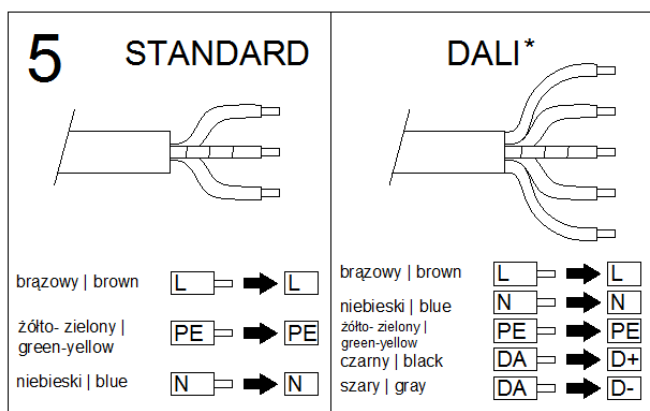 5 STANDARD
brązowy | brown L L
żółto- zielony |
green-yellow PE PE
niebieski | blue N N
DALI*
brązowy | brown L L
niebieski | blue N N
żółto- zielony |
green-yellow PE PE
czarny | black DA D+
szary | gray DA D-